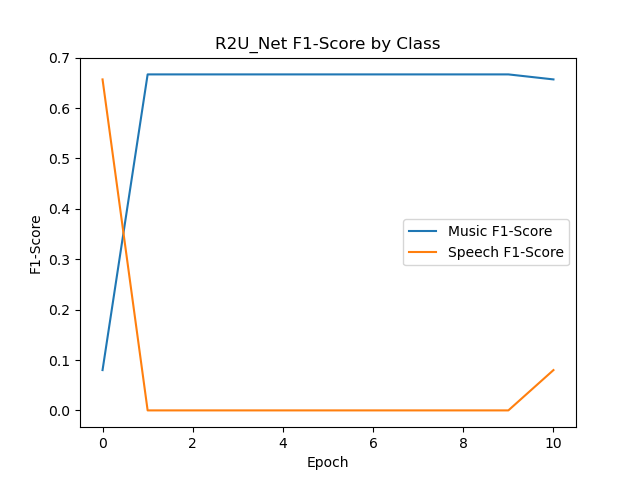 R2U_Net F1-Score by Class
0.7
0.6
0.5
0.4
0.3
0.2
0.1
0.0
F1-Score
Music F1-Score
Speech F1-Score
0 2 4 6 8 10
Epoch